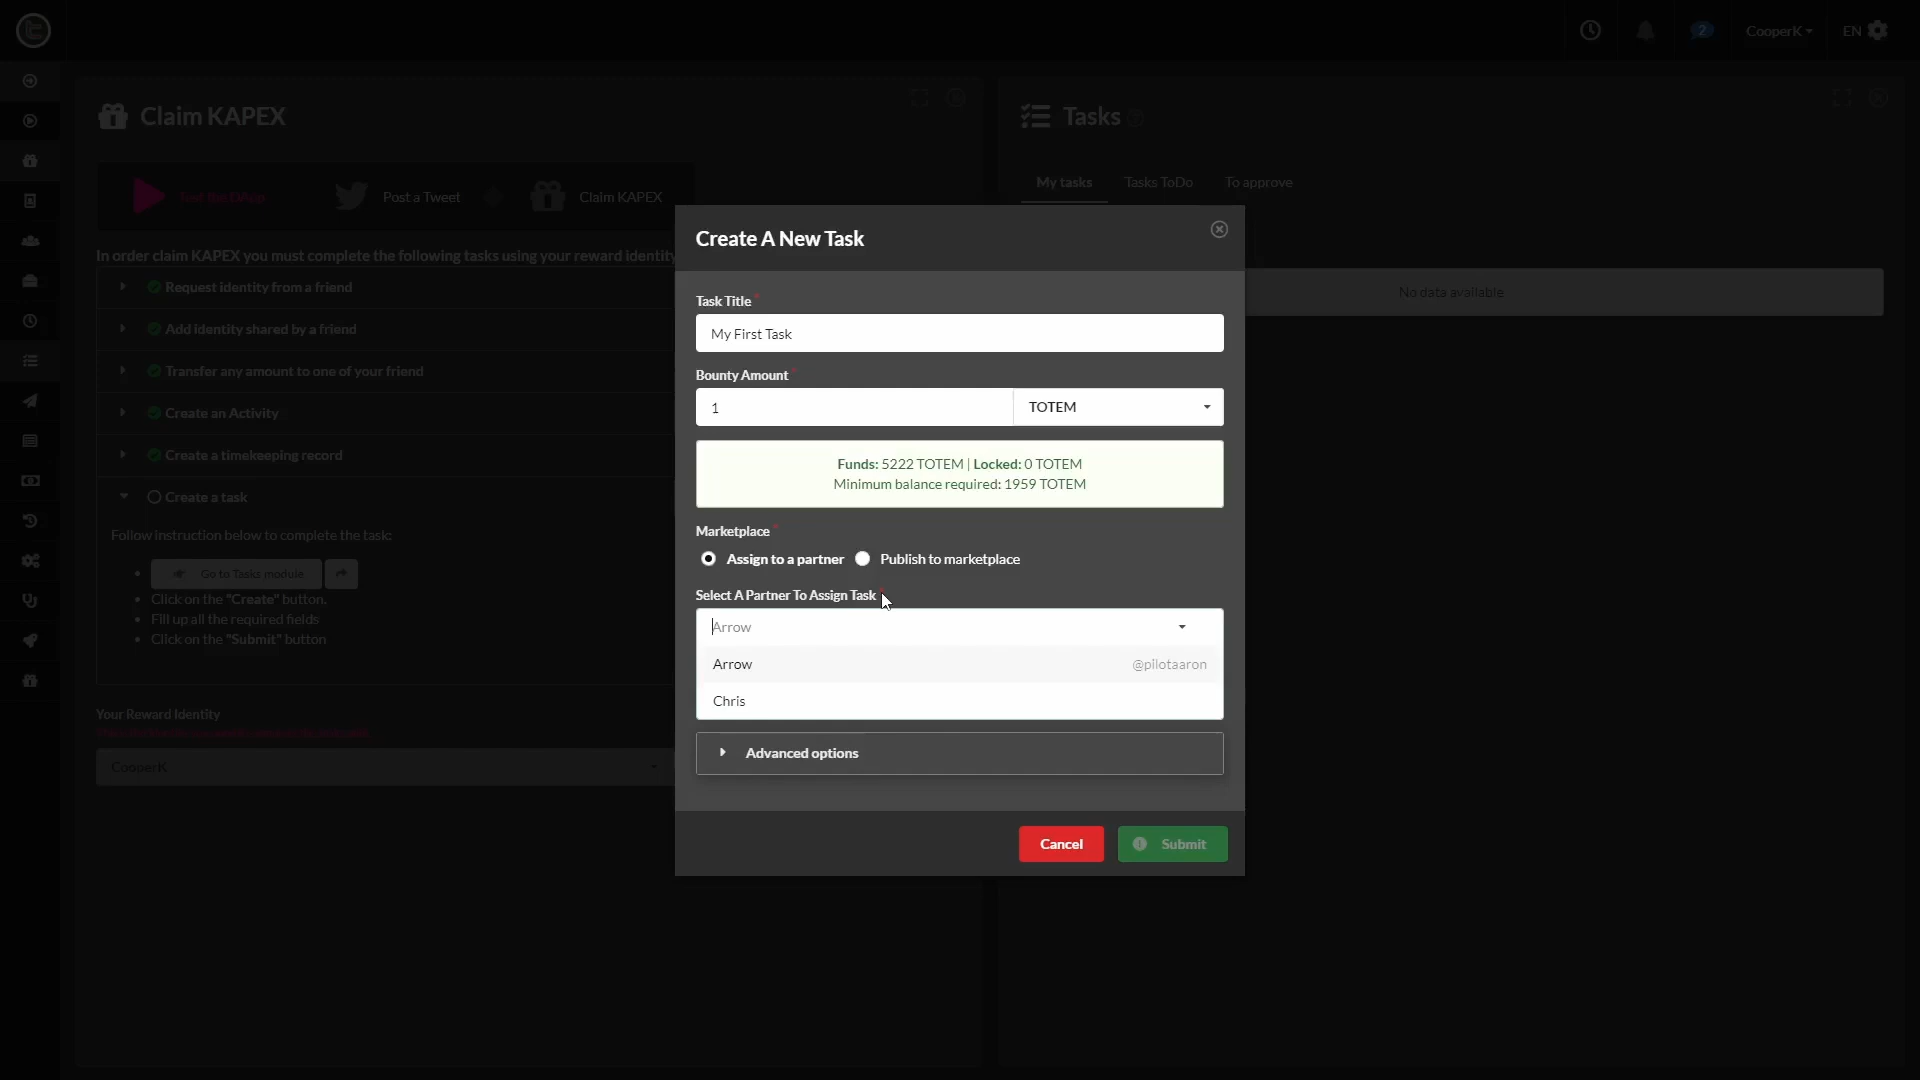 2
CooperK
EN
Claim KAPEX
Post a Tweet
Claim KAPEX
In order claim KAPEX you must complete the following tasks using your reward identity
Request identity from a friend
Add identity shared by a friend
Transfer any amount to one of your friend
Create an Activity
Create a timekeeping record
Create a task
Follow instruction below to complete the task:
Go to Tasks module
Click on the "Create" button.
Fill up all the required fields
Click on the "Submit" button
Your Reward Identity
CooperK
Tasks
My tasks
Tasks ToDo
To approve
No data available
Create A New Task
Task Title *
My First Task
Bounty Amount *
1
TOTEM
Funds: 5222 TOTEM | Locked: 0 TOTEM
Minimum balance required: 1959 TOTEM
Marketplace *
Assign to a partner
Publish to marketplace
Select A Partner To Assign Task
Arrow
Arrow @pilotaaron
Chris
Advanced options
Cancel
Submit